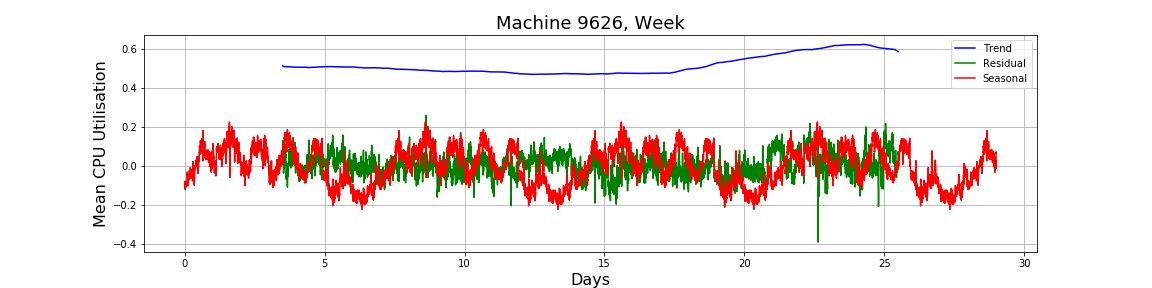 Machine 9626, Week
Mean CPU Utilisation
0.6
0.4
0.2
0.0
−0.2
−0.4
Trend
Residual
Seasonal
0 5 10 15 20 25 30
Days